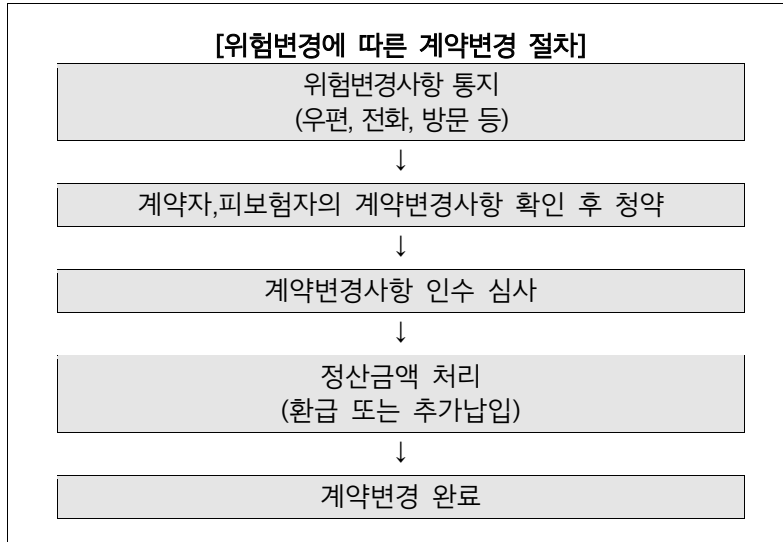 [위험변경에 따른 계약변경 절차]
위험변경사항 통지
(우편, 전화, 방문 등)
↓
계약자,피보험자의 계약변경사항 확인 후 청약
↓
계약변경사항 인수 심사
↓
정산금액 처리
(환급 또는 추가납입)
↓
계약변경 완료